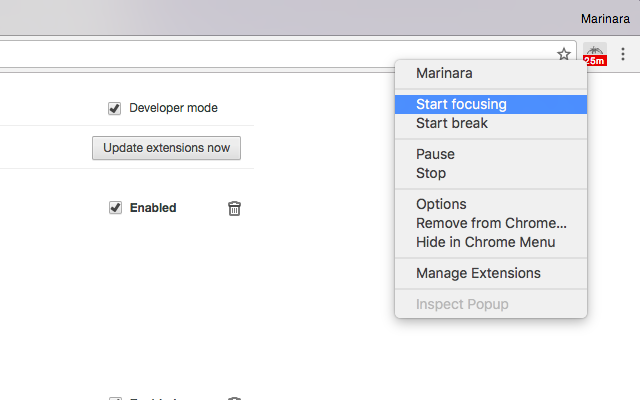 Marinara
25m
Marinara
Developer mode
Start focusing
Start break
Update extensions now
Pause
Stop
Enabled
Options
Remove from Chrome...
Hide in Chrome Menu
Manage Extensions
Inspect Popup